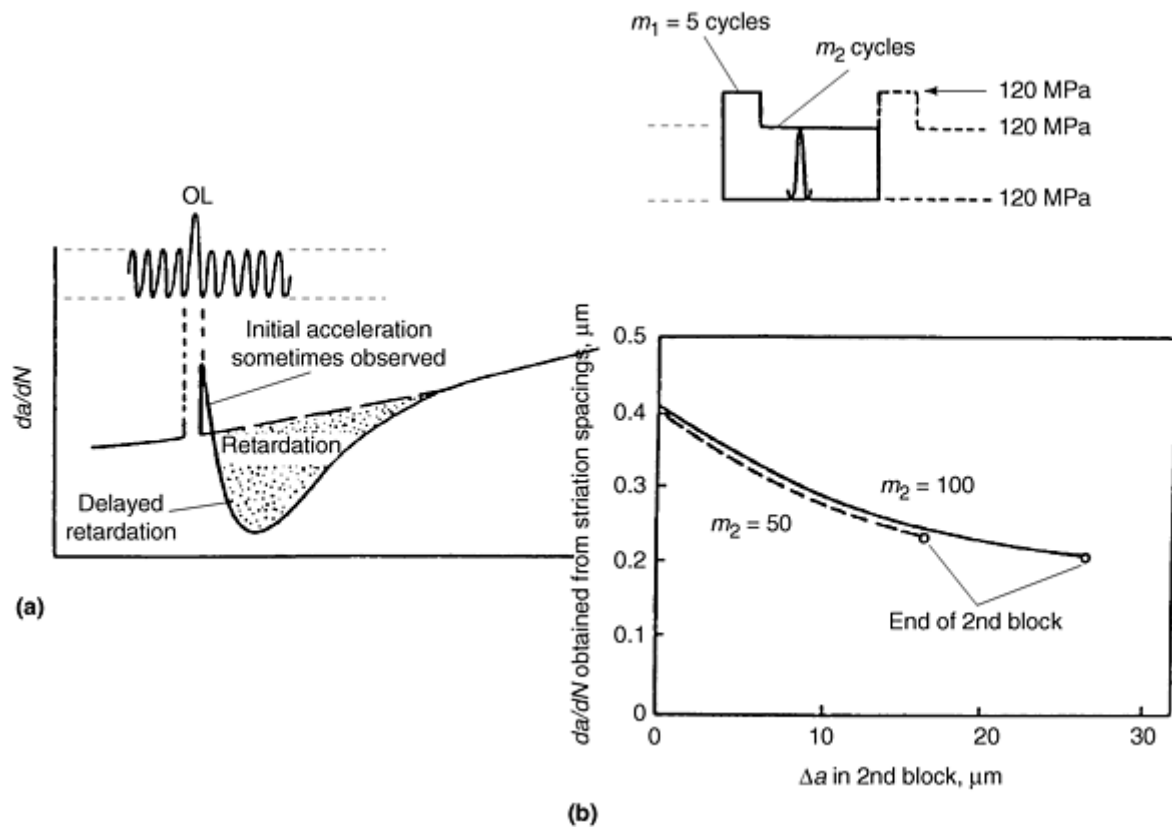 OL
Initial acceleration
sometimes observed
da/dN
Retardation
Delayed
retardation
(a)
m1 = 5 cycles
m2 cycles
120 MPa
120 MPa
120 MPa
da/dN obtained from striation spacings, μm
0.5
0.4
0.3
0.2
0.1
0
m2 = 100
m2 = 50
End of 2nd block
0
10
20
30
Δa in 2nd block, μm
(b)